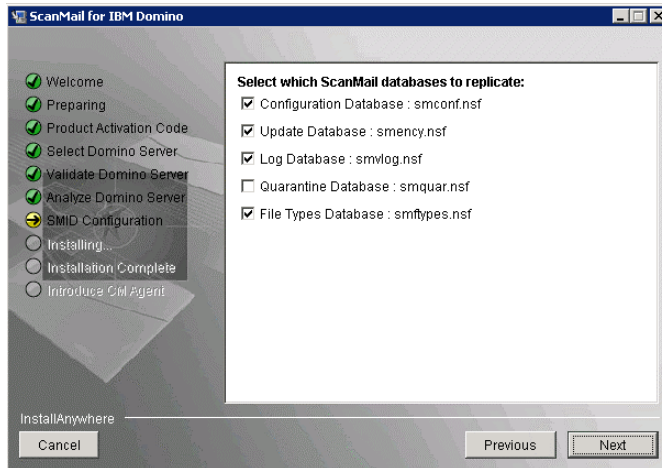 ScanMail for IBM Domino
Welcome
Preparing
Product Activation Code
Select Domino Server
Validate Domino Server
Analyze Domino Server
SMID Configuration
Installing...
Installation Complete
Introduce CM Agent
Select which ScanMail databases to replicate:
Configuration Database : smconf.nsf
Update Database : smency.nsf
Log Database : smvlog.nsf
Quarantine Database : smquar.nsf
File Types Database : smftypes.nsf
InstallAnywhere
Cancel
Previous
Next